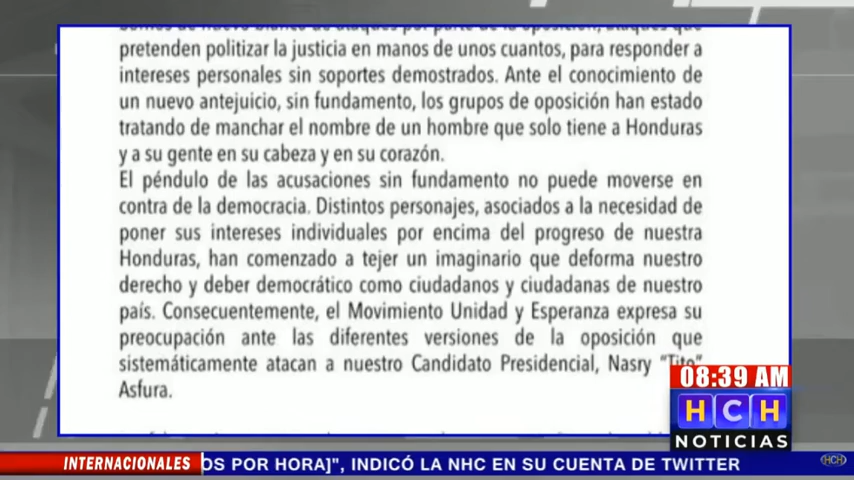 pretenden politizar la justicia en manos de unos cuantos, para responder a
intereses personales sin soportes demostrados. Ante el conocimiento de
un nuevo antejuicio, sin fundamento, los grupos de oposición han estado
tratando de manchar el nombre de un hombre que solo tiene a Honduras
y a su gente en su cabeza y en su corazón.
El péndulo de las acusaciones sin fundamento no puede moverse en
contra de la democracia. Distintos personajes, asociados a la necesidad de
poner sus intereses individuales por encima del progreso de nuestra
Honduras, han comenzado a tejer un imaginario que deforma nuestro
derecho y deber democrático como ciudadanos y ciudadanas de nuestro
país. Consecuentemente, el Movimiento Unidad y Esperanza expresa su
preocupación ante las diferentes versiones de la oposición que
sistemáticamente atacan a nuestro Candidato Presidencial, Nasry "Tito"
Asfura.
08:39 AM
HCH
NOTICIAS
INTERNACIONALES
OS POR HORA]", INDICÓ LA NHC EN SU CUENTA DE TWITTER
HCH